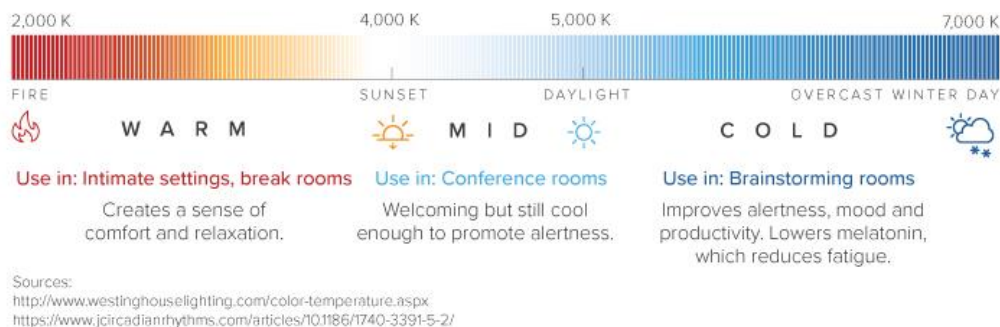 2,000 K 4,000 K 5,000 K 7,000 K
FIRE SUNSET DAYLIGHT OVERCAST WINTER DAY
WARM MID COLD
Use in: Intimate settings, break rooms
Creates a sense of
comfort and relaxation.
Use in: Conference rooms
Welcoming but still cool
enough to promote alertness.
Use in: Brainstorming rooms
Improves alertness, mood and
productivity. Lowers melatonin,
which reduces fatigue.
Sources:
http://www.westinghouselighting.com/color-temperature.aspx
https://www.jcircadianrhythms.com/articles/10.1186/1740-3391-5-2/